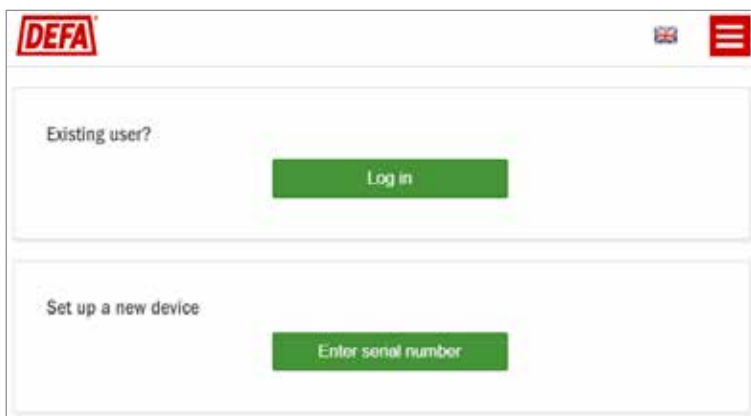 DEFA
Existing user?
Log in
Set up a new device
Enter serial number